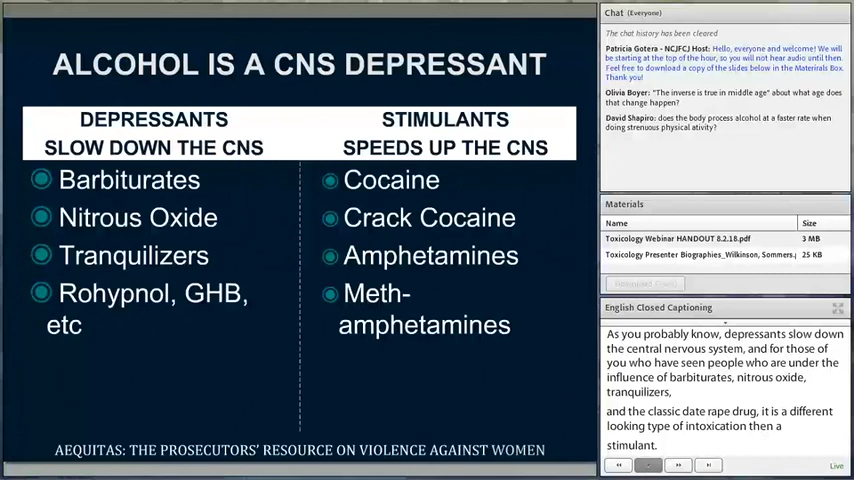 ALCOHOL IS A CNS DEPRESSANT
DEPRESSANTS
SLOW DOWN THE CNS
Barbiturates
Nitrous Oxide
Tranquilizers
Rohypnol, GHB,
etc
STIMULANTS
SPEEDS UP THE CNS
Cocaine
Crack Cocaine
Amphetamines
Meth-
amphetamines
AEQUITAS: THE PROSECUTORS' RESOURCE ON VIOLENCE AGAINST WOMEN
Chat (Everyone)
The chat history has been cleared
Patricia Gotera - NCJFCJ Host: Hello, everyone and welcome! We will
be starting at the top of the hour, so you will not hear audio until then.
Feel free to download a copy of the slides below in the Materirals Box.
Thank you!
Olivia Boyer: "The inverse is true in middle age" about what age does
that change happen?
David Shapiro: does the body process alcohol at a faster rate when
doing strenuous physical ativity?
Materials
Name Size
Toxicology Webinar HANDOUT 8.2.18.pdf 3 MB
Toxicology Presenter Biographies_Wilkinson, Sommers.p 25 KB
English Closed Captioning
As you probably know, depressants slow down
the central nervous system, and for those of
you who have seen people who are under the
influence of barbiturates, nitrous oxide,
tranquilizers,
and the classic date rape drug, it is a different
looking type of intoxication then a
stimulant.
Live